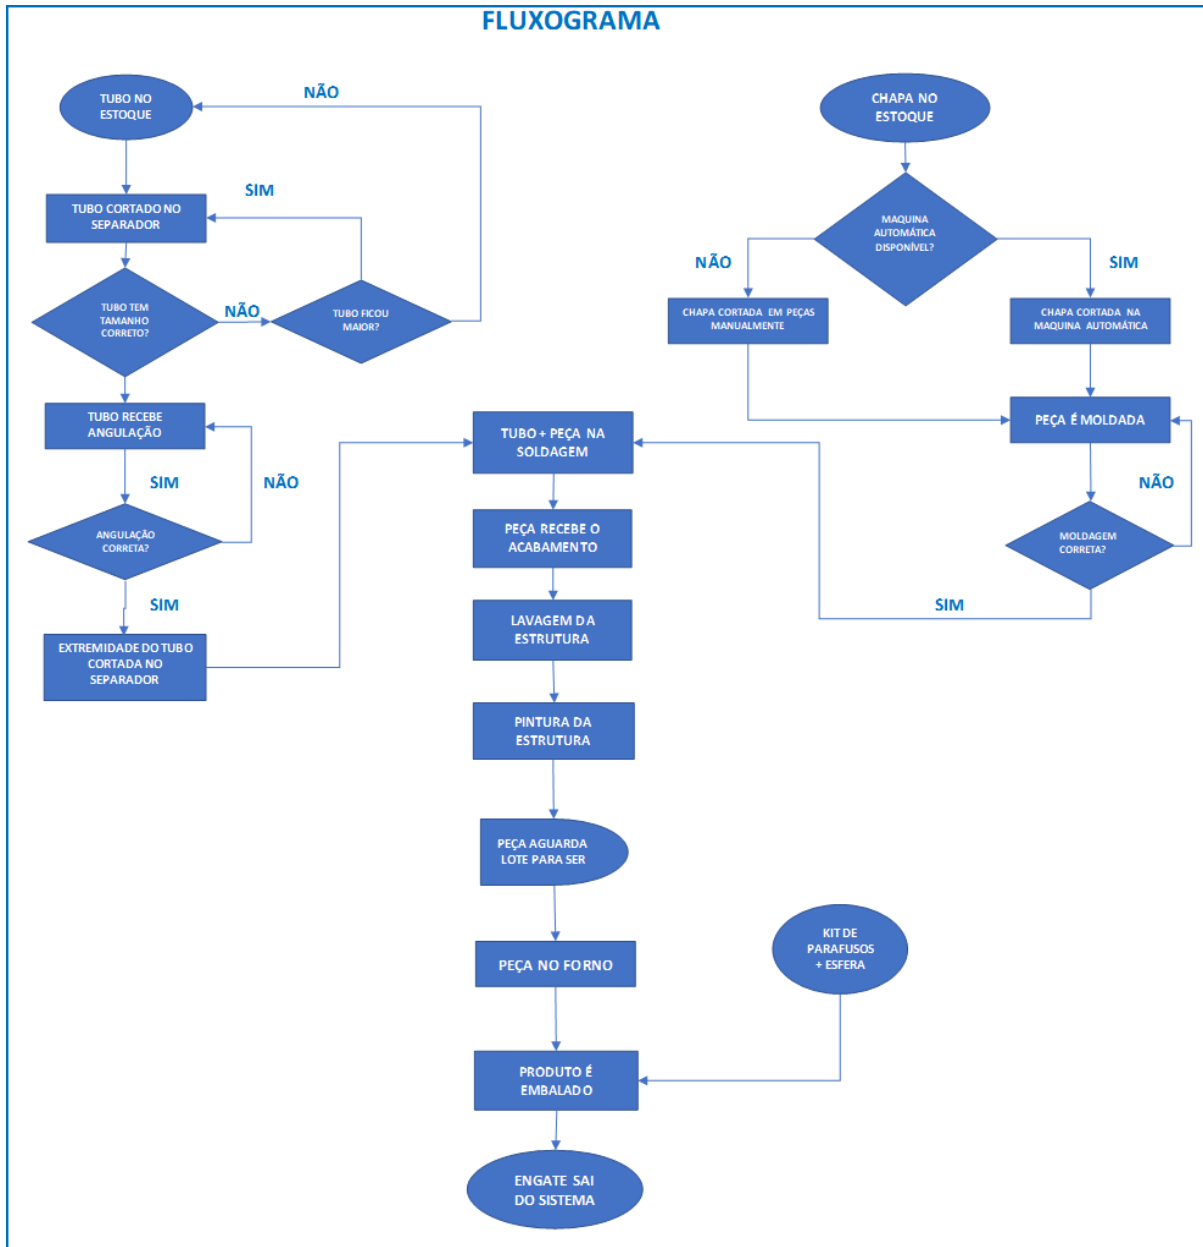 FLUXOGRAMA
TUBO NO
ESTOQUE
NÃO
SIM
TUBO CORTADO NO
SEPARADOR
TUBO TEM
TAMANHO
CORRETO?
NÃO
TUBO FICOU
MAIOR?
TUBO RECEBE
ANGULAÇÃO
SIM
NÃO
ANGULAÇÃO
CORRETA?
SIM
EXTREMIDADE DO TUBO
CORTADA NO
SEPARADOR
CHAPA NO
ESTOQUE
MAQUINA
AUTOMÁTICA
DISPONÍVEL?
NÃO
SIM
CHAPA CORTADA EM PEÇAS
MANUALMENTE
CHAPA CORTADA NA
MAQUINA AUTOMÁTICA
PEÇA É MOLDADA
NÃO
MOLDAGEM
CORRETA?
SIM
TUBO + PEÇA NA
SOLDAGEM
PEÇA RECEBE O
ACABAMENTO
LAVAGEM DA
ESTRUTURA
PINTURA DA
ESTRUTURA
PEÇA AGUARDA
LOTE PARA SER
PEÇA NO FORNO
KIT DE
PARAFUSOS
+ ESFERA
PRODUTO É
EMBALADO
ENGATE SAI
DO SISTEMA